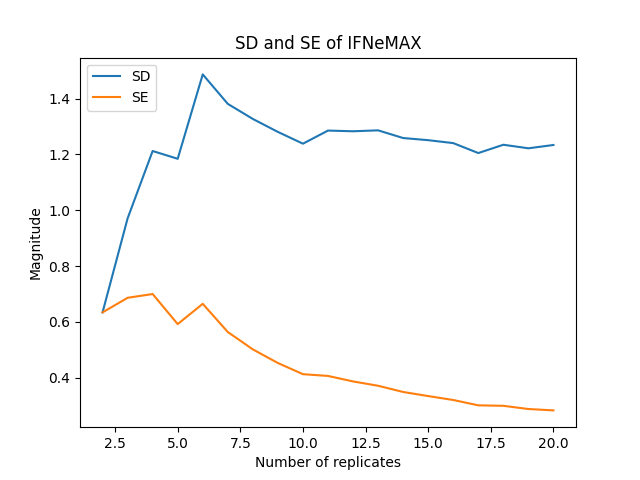 SD and SE of IFNeMAX
SD
SE
Magnitude
1.4
1.2
1.0
0.8
0.6
0.4
2.5 5.0 7.5 10.0 12.5 15.0 17.5 20.0
Number of replicates